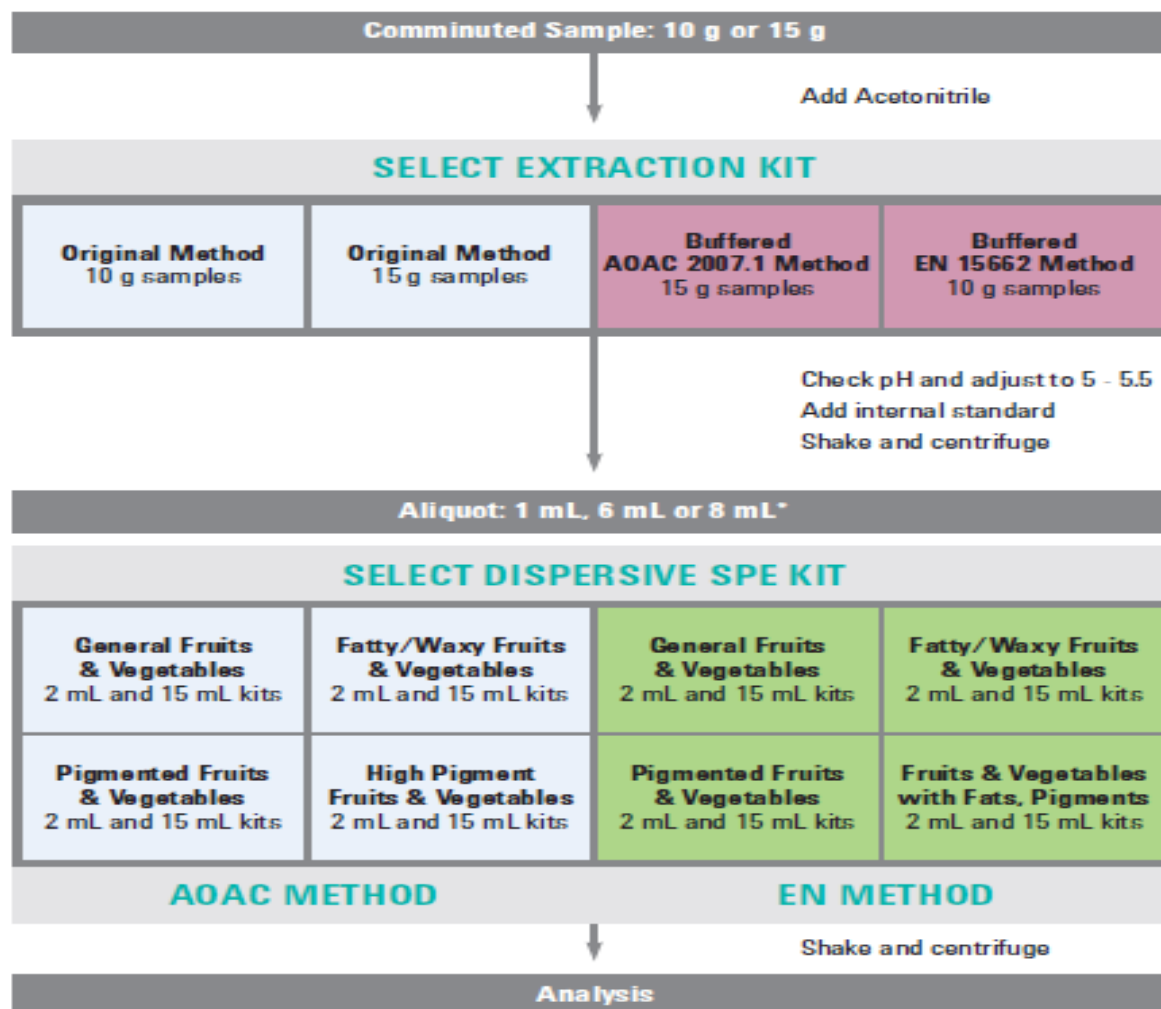 Comminuted Sample: 10 g or 15 g
Add Acetonitrile
SELECT EXTRACTION KIT
Original Method
10 g samples
Original Method
15 g samples
Buffered
AOAC 2007.1 Method
15 g samples
Buffered
EN 15662 Method
10 g samples
Check pH and adjust to 5 - 5.5
Add internal standard
Shake and centrifuge
Aliquot: 1 mL, 6 mL or 8 mL*
SELECT DISPERSIVE SPE KIT
General Fruits
& Vegetables
2 mL and 15 mL kits
Fatty/Waxy Fruits
& Vegetables
2 mL and 15 mL kits
General Fruits
& Vegetables
2 mL and 15 mL kits
Fatty/Waxy Fruits
& Vegetables
2 mL and 15 mL kits
Pigmented Fruits
& Vegetables
2 mL and 15 mL kits
High Pigment
Fruits & Vegetables
2 mL and 15 mL kits
Pigmented Fruits
& Vegetables
2 mL and 15 mL kits
Fruits & Vegetables
with Fats, Pigments
2 mL and 15 mL kits
AOAC METHOD
EN METHOD
Shake and centrifuge
Analysis